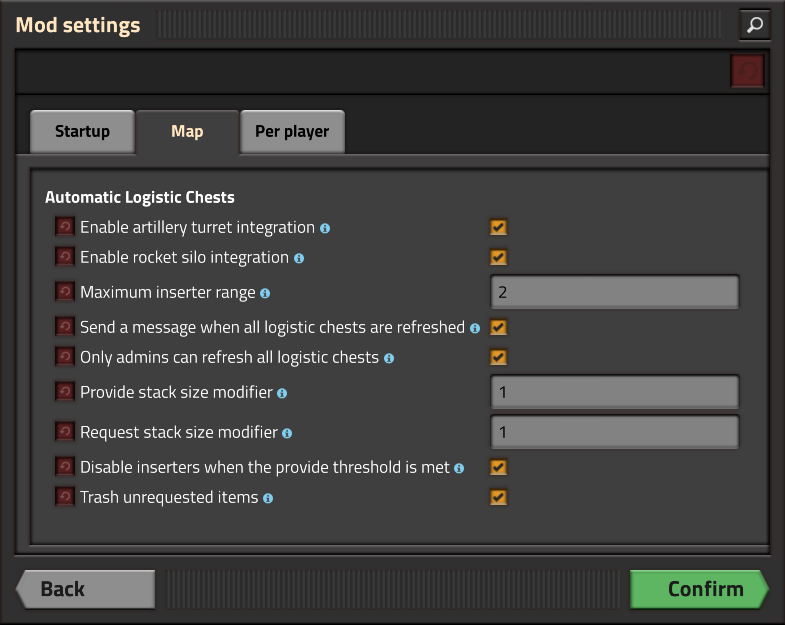 Mod settings
Startup Map Per player
Automatic Logistic Chests
Enable artillery turret integration
Enable rocket silo integration
Maximum inserter range 2
Send a message when all logistic chests are refreshed
Only admins can refresh all logistic chests
Provide stack size modifier 1
Request stack size modifier 1
Disable inserters when the provide threshold is met
Trash unrequested items
Back Confirm